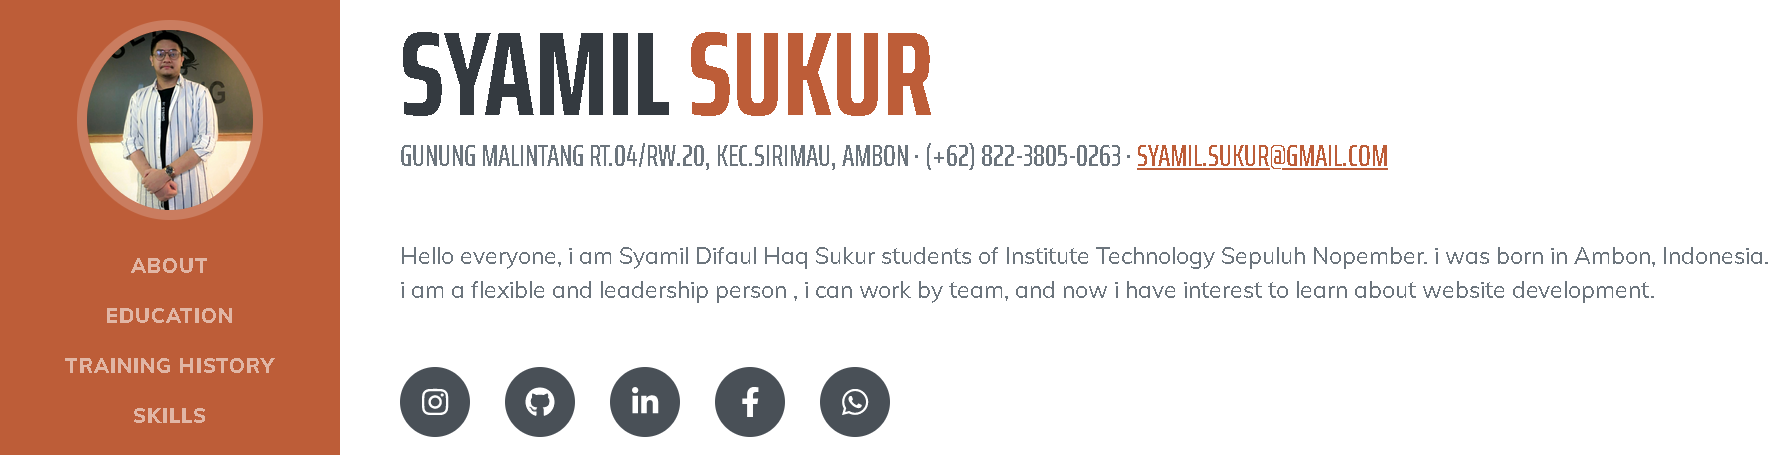 SYAMIL SUKUR
GUNUNG MALINTANG RT.04/RW.20, KEC.SIRIMAU, AMBON · (+62) 822-3805-0263 · SYAMIL.SUKUR@GMAIL.COM
Hello everyone, i am Syamil Difaul Haq Sukur students of Institute Technology Sepuluh Nopember. i was born in Ambon, Indonesia.
i am a flexible and leadership person , i can work by team, and now i have interest to learn about website development.
ABOUT
EDUCATION
TRAINING HISTORY
SKILLS